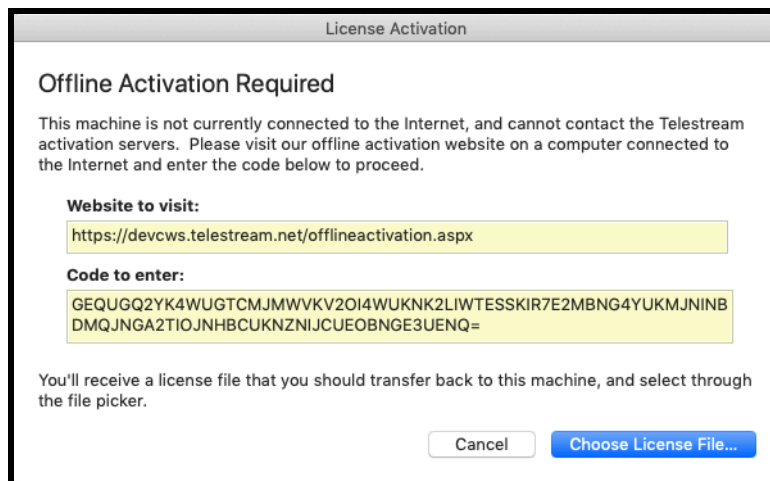 License Activation
Offline Activation Required
This machine is not currently connected to the Internet, and cannot contact the Telestream
activation servers.  Please visit our offline activation website on a computer connected to
the Internet and enter the code below to proceed.
Website to visit:
https://devcws.telestream.net/offlineactivation.aspx
Code to enter:
GEQUGQ2YK4WUGTCMJMWVKV2OI4WUKNK2LIWTESSKIR7E2MBNG4YUKMJNINB
DMQJNGA2TIOJNHBCUKNZNIJCUEOBNGE3UENQ=
You'll receive a license file that you should transfer back to this machine, and select through
the file picker.
Cancel
Choose License File...